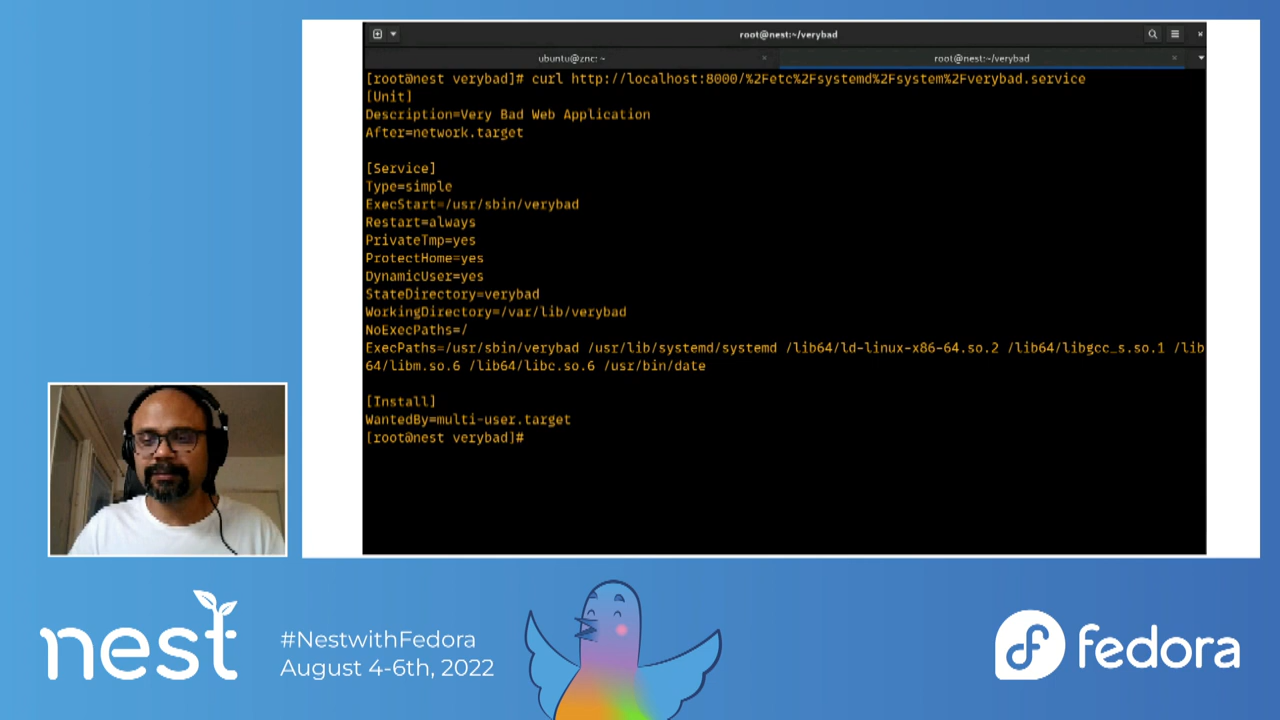 root@nest:~/verybad
ubuntu@znc: ~
root@nest:~/verybad
[root@nest verybad]# curl http://localhost:8000/%2Fetc%2Fsystemd%2Fsystem%2Fverybad.service
[Unit]
Description=Very Bad Web Application
After=network.target
[Service]
Type=simple
ExecStart=/usr/sbin/verybad
Restart=always
PrivateTmp=yes
ProtectHome=yes
DynamicUser=yes
StateDirectory=verybad
WorkingDirectory=/var/lib/verybad
NoExecPaths=/
ExecPaths=/usr/sbin/verybad /usr/lib/systemd/systemd /lib64/ld-linux-x86-64.so.2 /lib64/libgcc_s.so.1 /lib
64/libm.so.6 /lib64/libc.so.6 /usr/bin/date
[Install]
WantedBy=multi-user.target
[root@nest verybad]#
nest
#NestwithFedora
August 4-6th, 2022
fedora